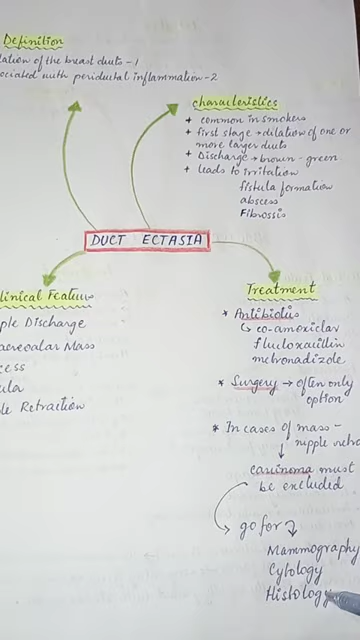 Definition
lation of the breast ducts - 1
ociated with periductal inflammation - 2
characteristics
+ common in smokers
+ first stage → dilation of one or
more larger ducts
+ Discharge → brown - green
+ leads to irritation
fistula formation
abscess
Fibrosis
DUCT ECTASIA
linical Features
ple Discharge
areolar Mass
cess
ula
le Retraction
Treatment
* Antibiotics
↳ co-amoxiclav
flucloxacillin
metronadizole
* Surgery → often only
option
* In cases of mass -
↓ nipple retra
carcinoma must
be excluded
go for ↴
Mammography
Cytology
Histology